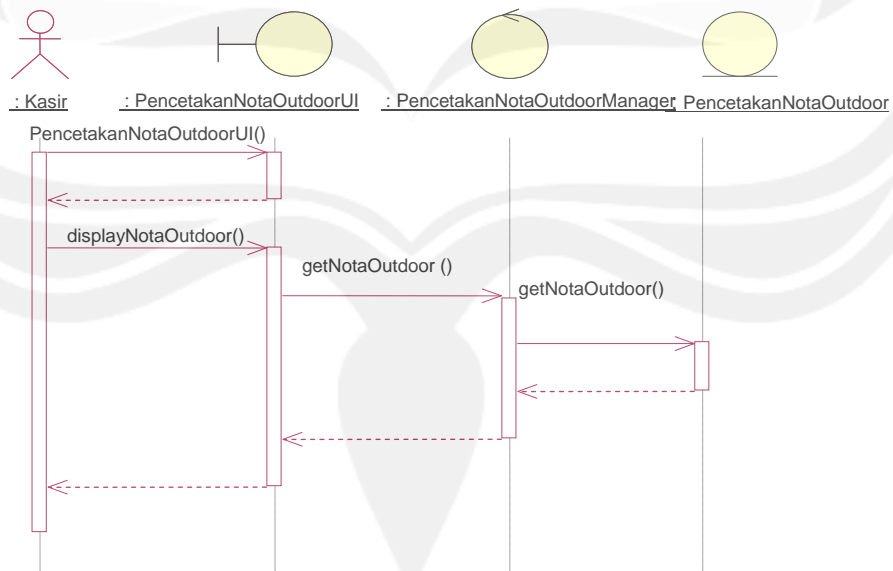 : Kasir
: PencetakanNotaOutdoorUI
: PencetakanNotaOutdoorManager
: PencetakanNotaOutdoor
PencetakanNotaOutdoorUI()
displayNotaOutdoor()
getNotaOutdoor ()
getNotaOutdoor()